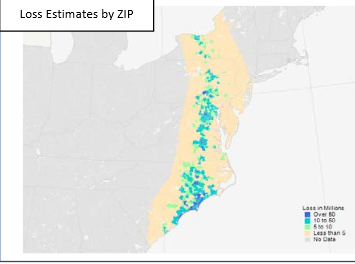 Loss Estimates by ZIP
Loss in Millions
Over 50
10 to 50
5 to 10
Less than 5
No Data